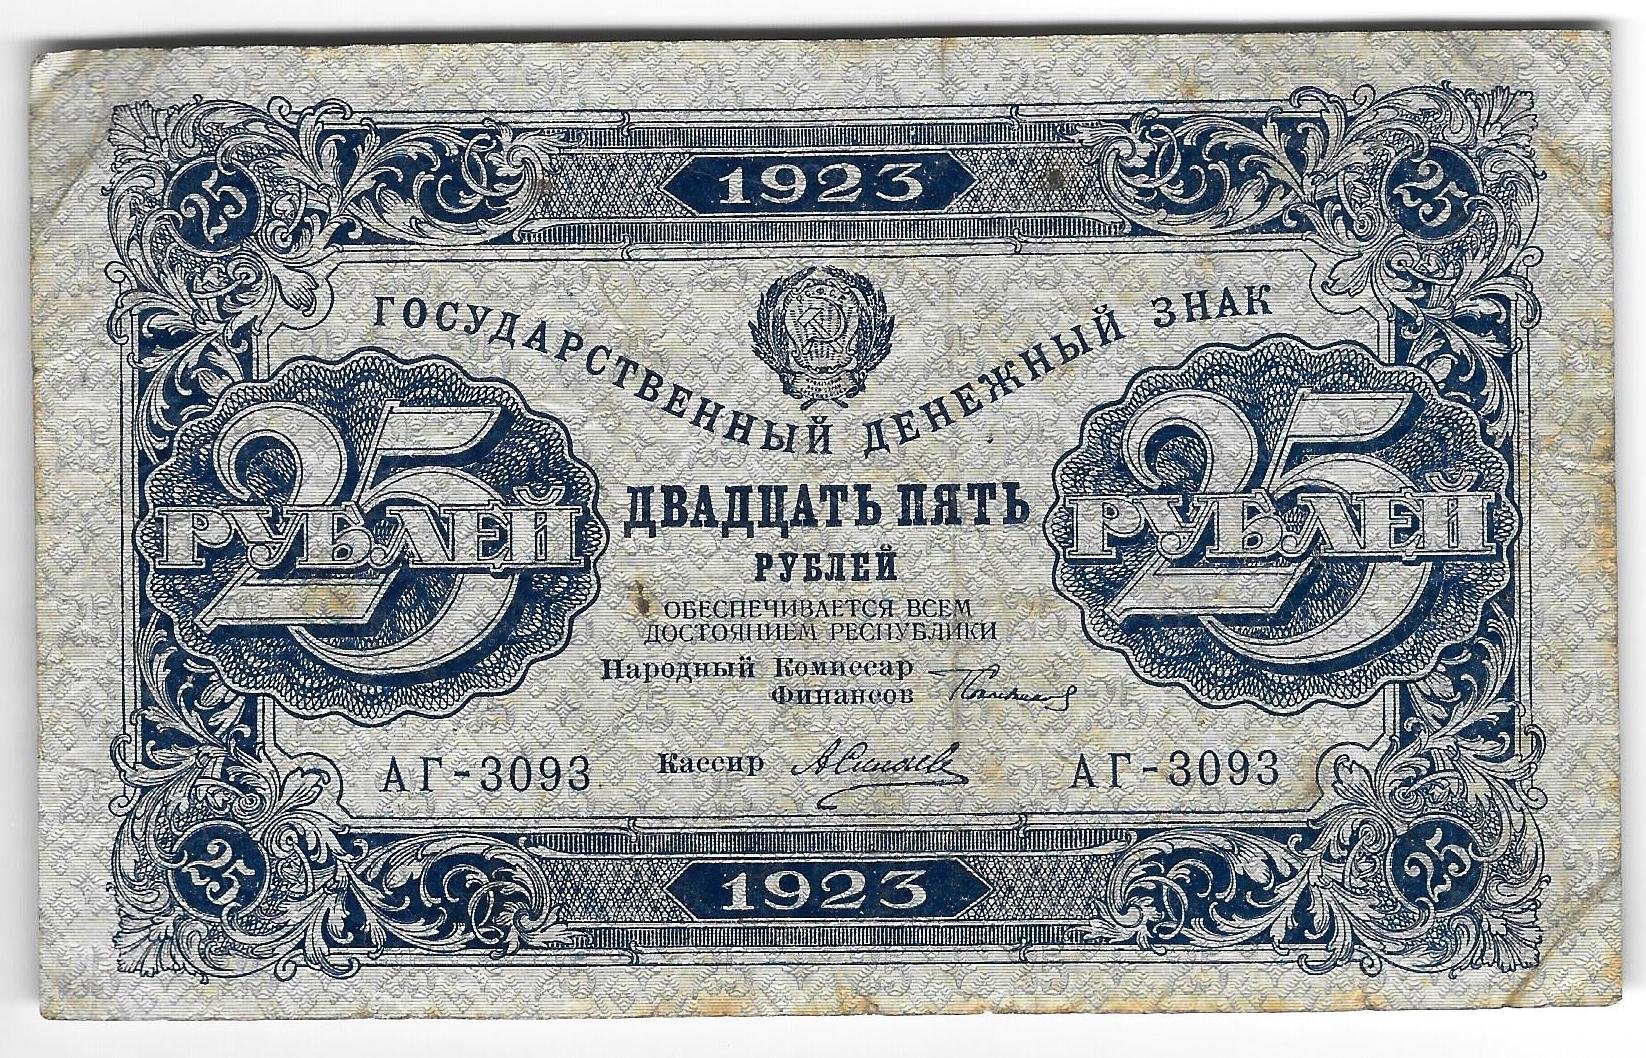 25 1923 25
ГОСУДАРСТВЕННЫЙ ДЕНЕЖНЫЙ ЗНАК
25 РУБЛЕЙ
25 РУБЛЕЙ
ДВАДЦАТЬ ПЯТЬ
РУБЛЕЙ
ОБЕСПЕЧИВАЕТСЯ ВСЕМ
ДОСТОЯНИЕМ РЕСПУБЛИКИ
Народный Комиссар
Финансов
Кассир
АГ-3093 АГ-3093
25 1923 25